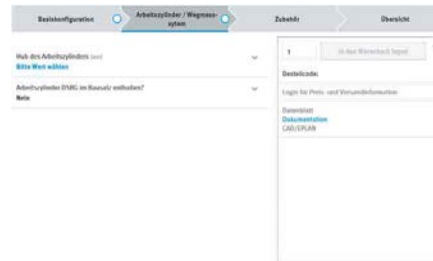 Basiskonfiguration
Arbeitszylinder / Wegmess-
sytem
Zubehör
Übersicht
Hub des Arbeitszylinders [mm]
Bitte Wert wählen
Arbeitszylinder DSBG im Bausatz enthalten?
Nein
1
In den Warenkorb legen
Bestellcode:
Login für Preis- und Versandinformation
Datenblatt
Dokumentation
CAD/EPLAN